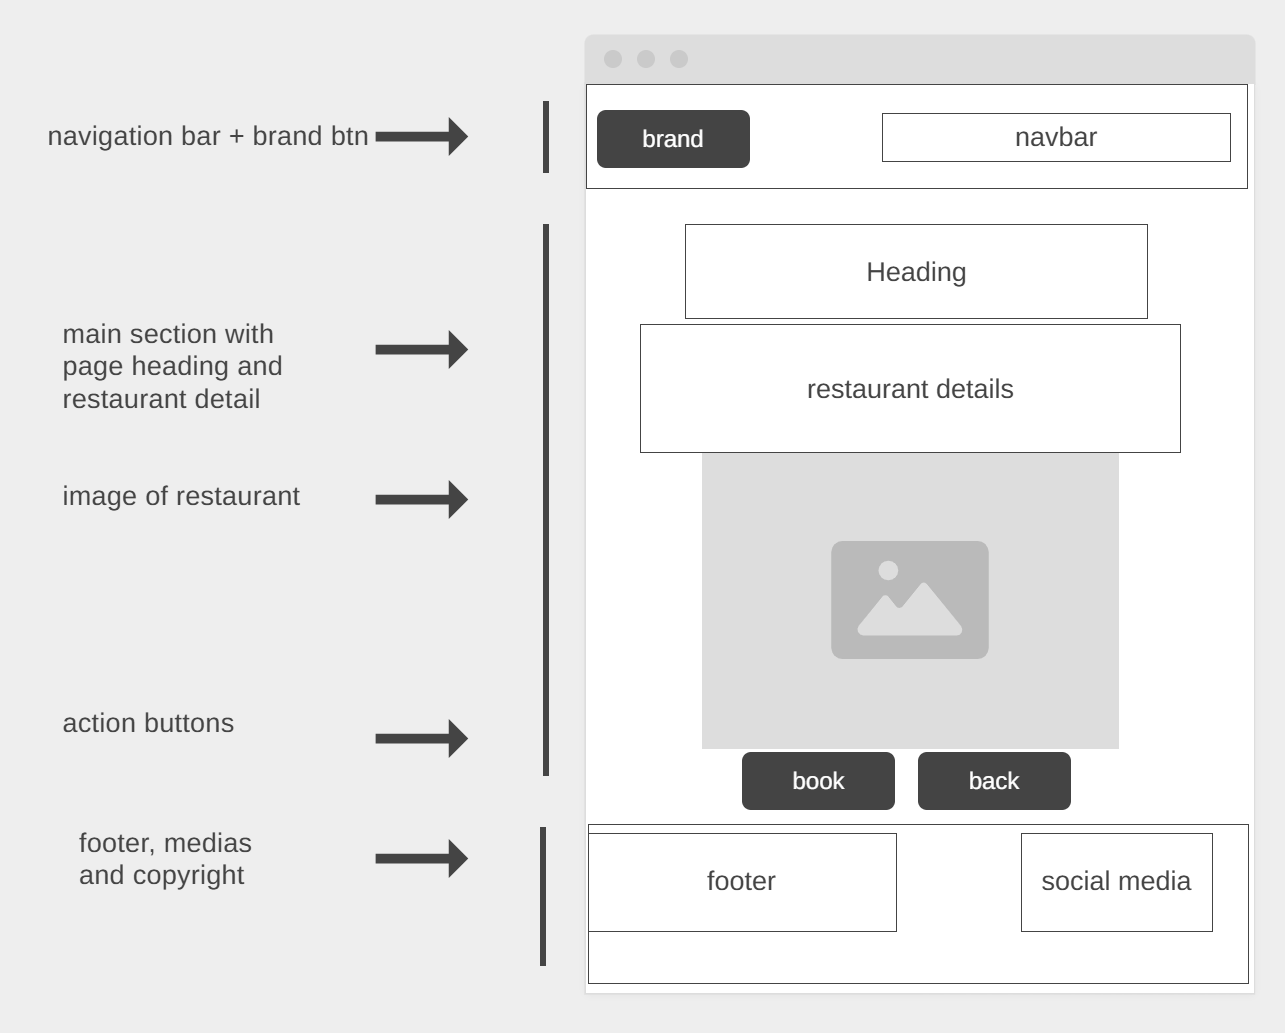 navigation bar + brand btn
brand
navbar
Heading
main section with
page heading and
restaurant detail
restaurant details
image of restaurant
action buttons
book
back
footer, medias
and copyright
footer
social media